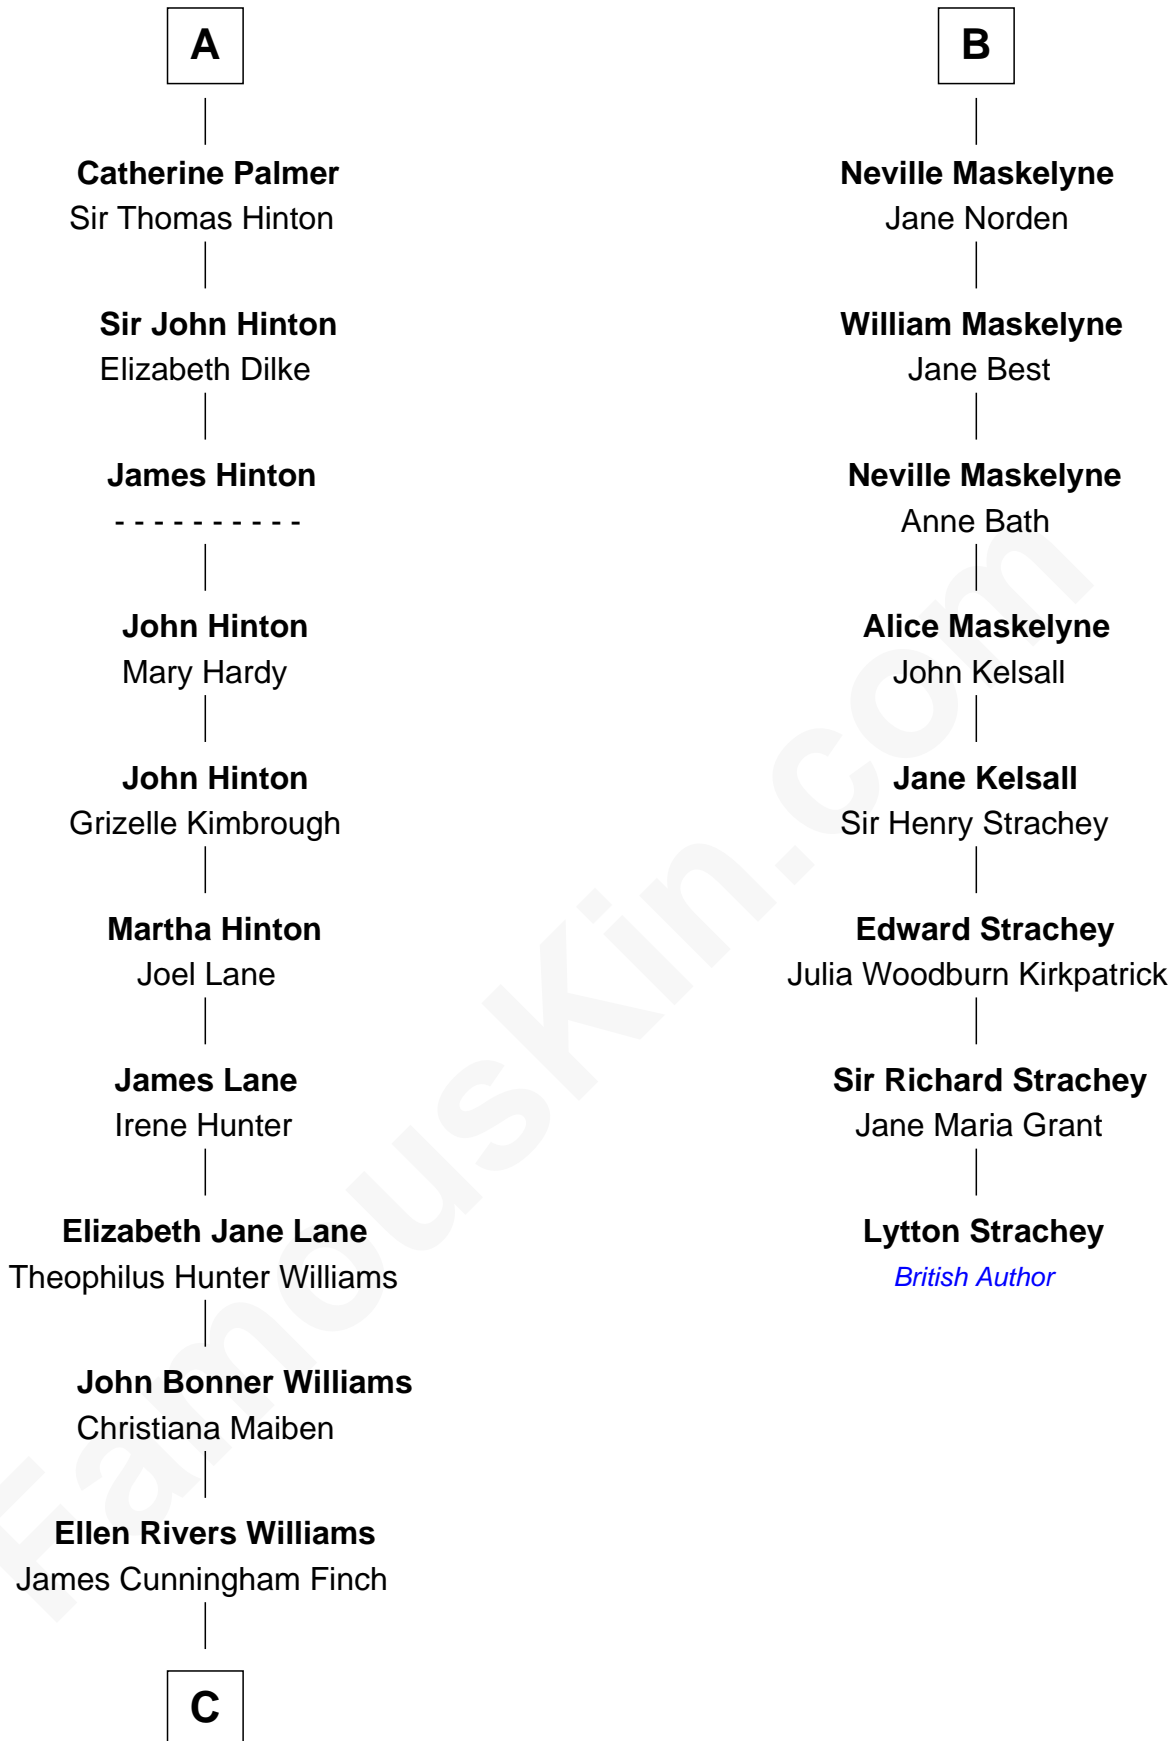 A
Catherine Palmer
Sir Thomas Hinton
Sir John Hinton
Elizabeth Dilke
James Hinton
- - - - - - - - - -
John Hinton
Mary Hardy
John Hinton
Grizelle Kimbrough
Martha Hinton
Joel Lane
James Lane
Irene Hunter
Elizabeth Jane Lane
Theophilus Hunter Williams
John Bonner Williams
Christiana Maiben
Ellen Rivers Williams
James Cunningham Finch
C
B
Neville Maskelyne
Jane Norden
William Maskelyne
Jane Best
Neville Maskelyne
Anne Bath
Alice Maskelyne
John Kelsall
Jane Kelsall
Sir Henry Strachey
Edward Strachey
Julia Woodburn Kirkpatrick
Sir Richard Strachey
Jane Maria Grant
Lytton Strachey
British Author
FamousKin.com